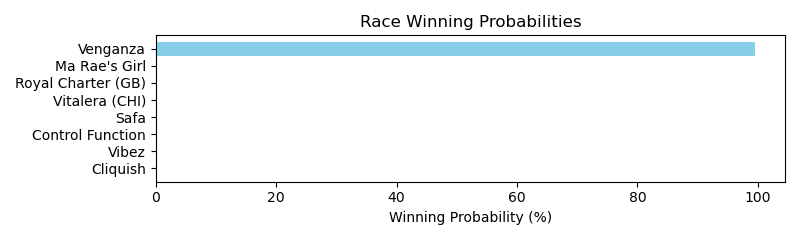 Race Winning Probabilities
Venganza
Ma Rae's Girl
Royal Charter (GB)
Vitalera (CHI)
Safa
Control Function
Vibez
Cliquish
0 20 40 60 80 100
Winning Probability (%)